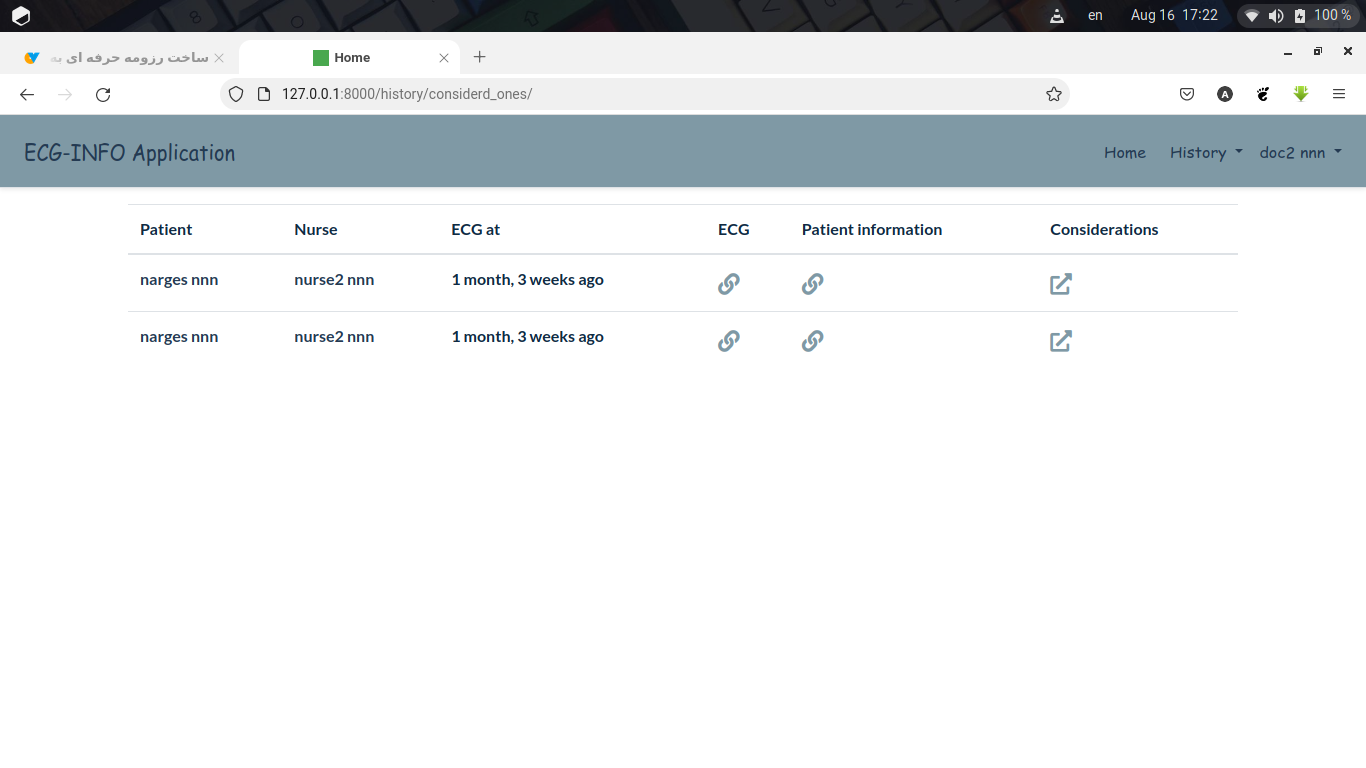 en Aug 16 17:22 100 %
ساخت رزومه حرفه ای به
Home
127.0.0.1:8000/history/considerd_ones/
ECG-INFO Application
Home History doc2 nnn
Patient Nurse ECG at ECG Patient information Considerations
narges nnn nurse2 nnn 1 month, 3 weeks ago
narges nnn nurse2 nnn 1 month, 3 weeks ago